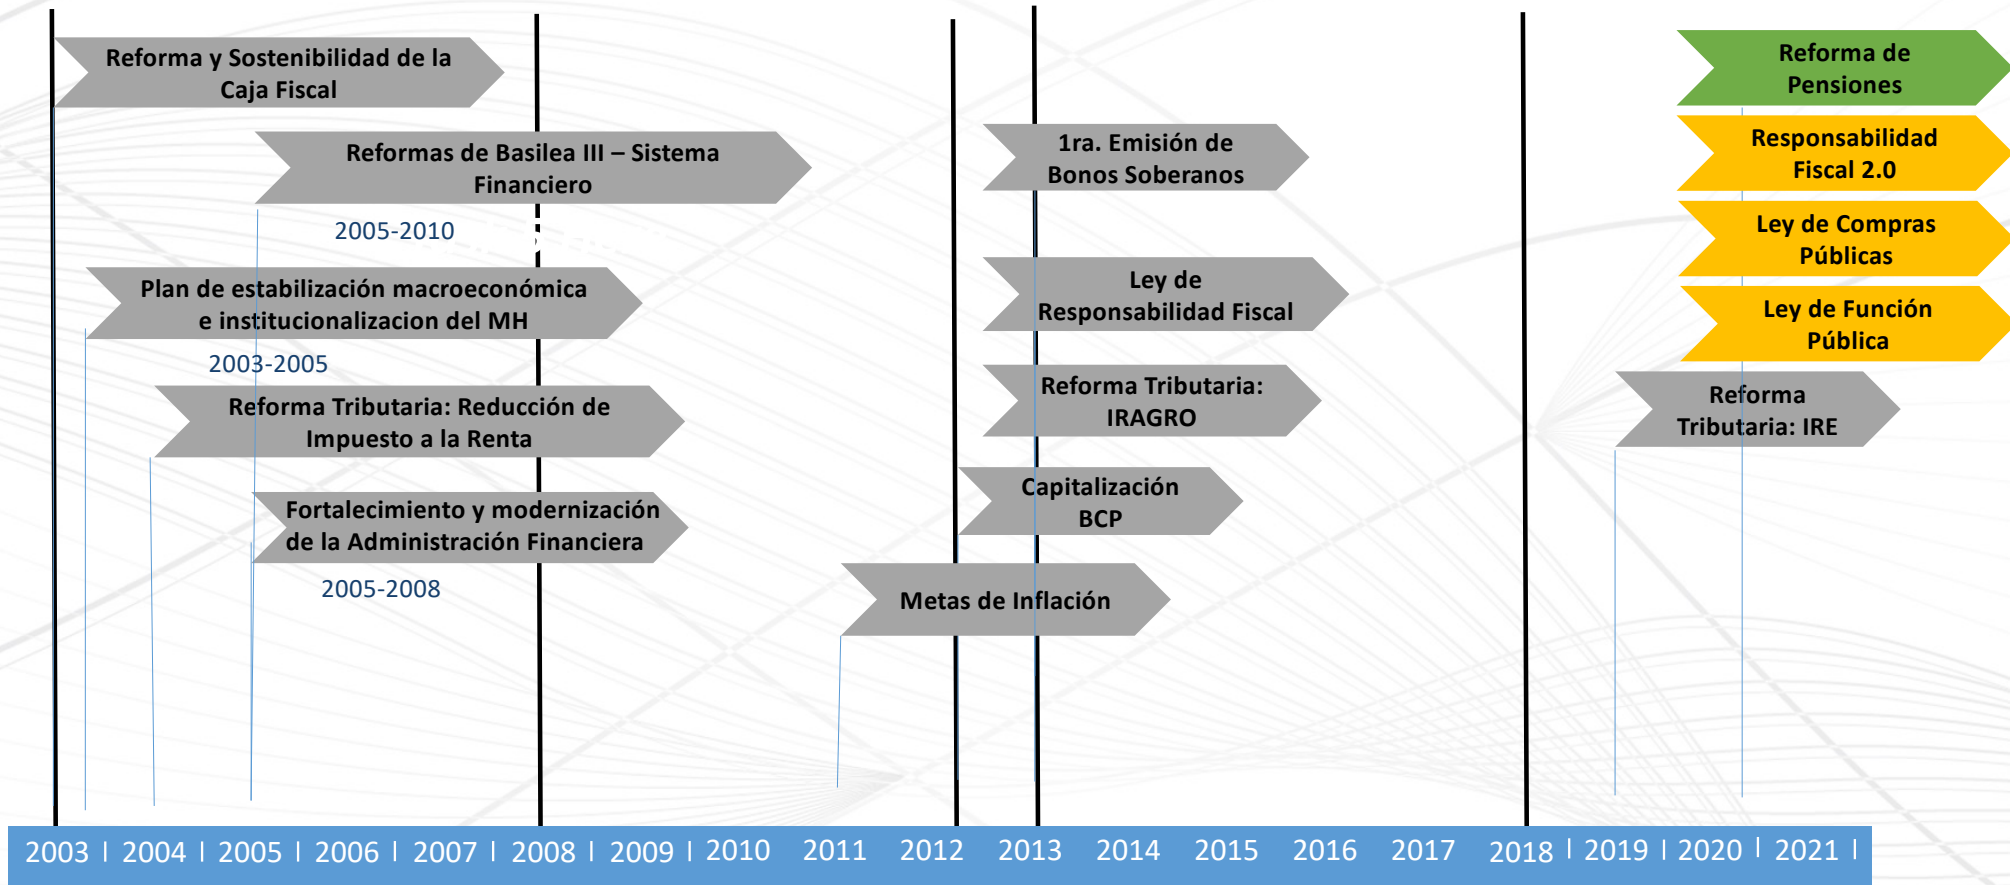 Reforma y Sostenibilidad de la
Caja Fiscal
Reformas de Basilea III – Sistema
Financiero
2005-2010
Plan de estabilización macroeconómica
e institucionalizacion del MH
2003-2005
Reforma Tributaria: Reducción de
Impuesto a la Renta
Fortalecimiento y modernización
de la Administración Financiera
2005-2008
1ra. Emisión de
Bonos Soberanos
Ley de
Responsabilidad Fiscal
Reforma Tributaria:
IRAGRO
Capitalización
BCP
Metas de Inflación
Reforma de
Pensiones
Responsabilidad
Fiscal 2.0
Ley de Compras
Públicas
Ley de Función
Pública
Reforma
Tributaria: IRE
2003 | 2004 | 2005 | 2006 | 2007 | 2008 | 2009 | 2010 2011 2012 2013 2014 2015 2016 2017 2018 | 2019 | 2020 | 2021 |